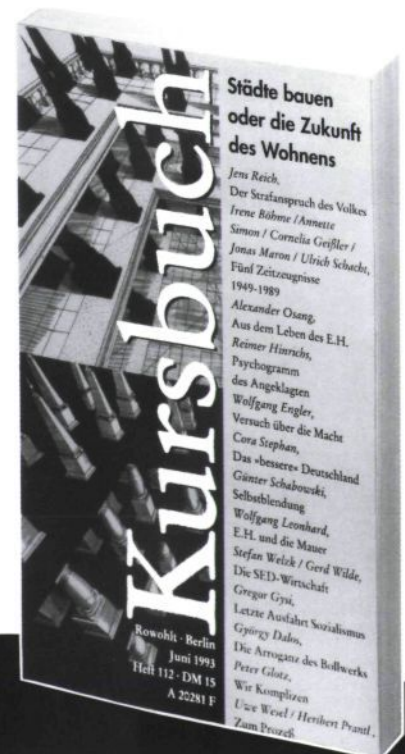 Kursbuch
Städte bauen
oder die Zukunft
des Wohnens
Jens Reich,
Der Strafanspruch des Volkes
Irene Böhme / Annette
Simon / Cornelia Geißler /
Jonas Maron / Ulrich Schacht,
Fünf Zeitzeugnisse
1949-1989
Alexander Osang,
Aus dem Leben des E.H.
Reimer Hinrichs,
Psychogramm
des Angeklagten
Wolfgang Engler,
Versuch über die Macht
Cora Stephan,
Das »bessere« Deutschland
Günter Schabowski,
Selbstblendung
Wolfgang Leonhard,
E.H. und die Mauer
Stefan Welzk / Gerd Wilde,
Die SED-Wirtschaft
Gregor Gysi,
Letzte Ausfahrt Sozialismus
György Dalos,
Die Arroganz des Bollwerks
Peter Glotz,
Wir Komplizen
Uwe Wesel / Heribert Prantl,
Zum Prozeß
Rowohlt · Berlin
Juni 1993
Heft 112 · DM 15
A 20281 F